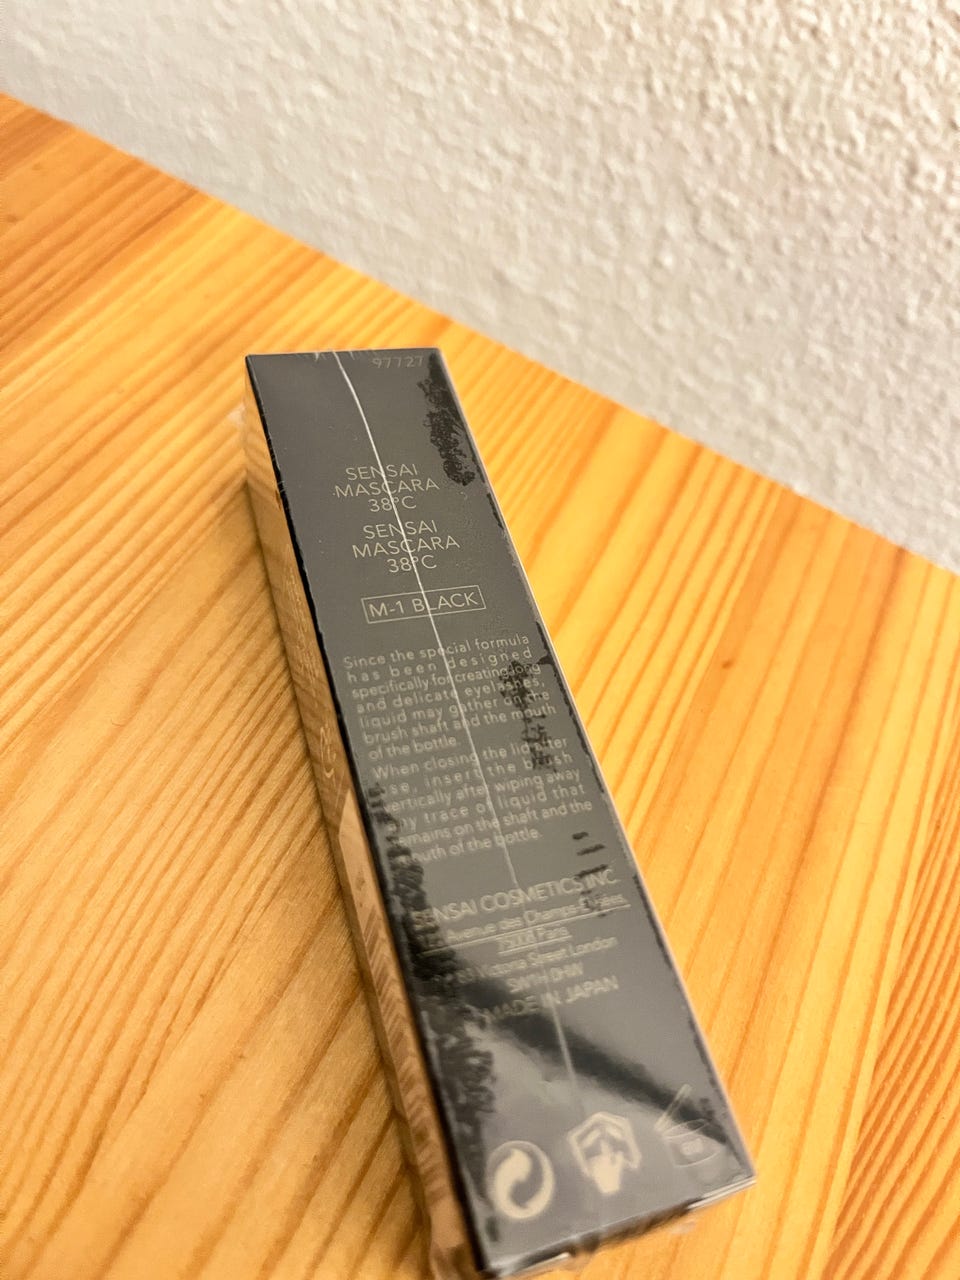 97727
SENSAI
MASCARA
38°C
SENSAI
MASCARA
38°C
M-1 BLACK
Since the special formula
has been designed
specifically for creating long
and delicate eyelashes,
liquid may gather on the
brush shaft and the mouth
of the bottle.
When closing the lid after
use, insert the brush
vertically after wiping away
any trace of liquid that
remains on the shaft and the
mouth of the bottle.
SENSAI COSMETICS INC
Avenue des Champs Elysées,
75008 Paris
Victoria Street London
SW1H 0HW
MADE IN JAPAN